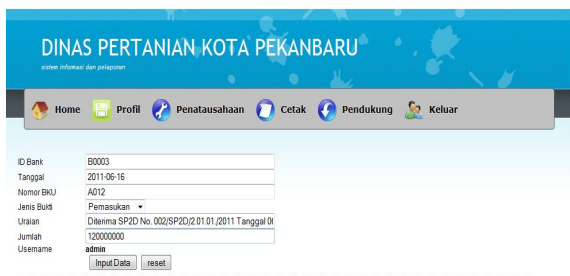 DINAS PERTANIAN KOTA PEKANBARU
sistem informasi dan pelaporan
Home Profil Penatausahaan Cetak Pendukung Keluar
ID Bank B0003
Tanggal 2011-06-16
Nomor BKU A012
Jenis Bukti Pemasukan
Uraian Diterima SP2D No. 002/SP2D/2.01.01./2011 Tanggal
Jumlah 120000000
Username admin
Input Data reset